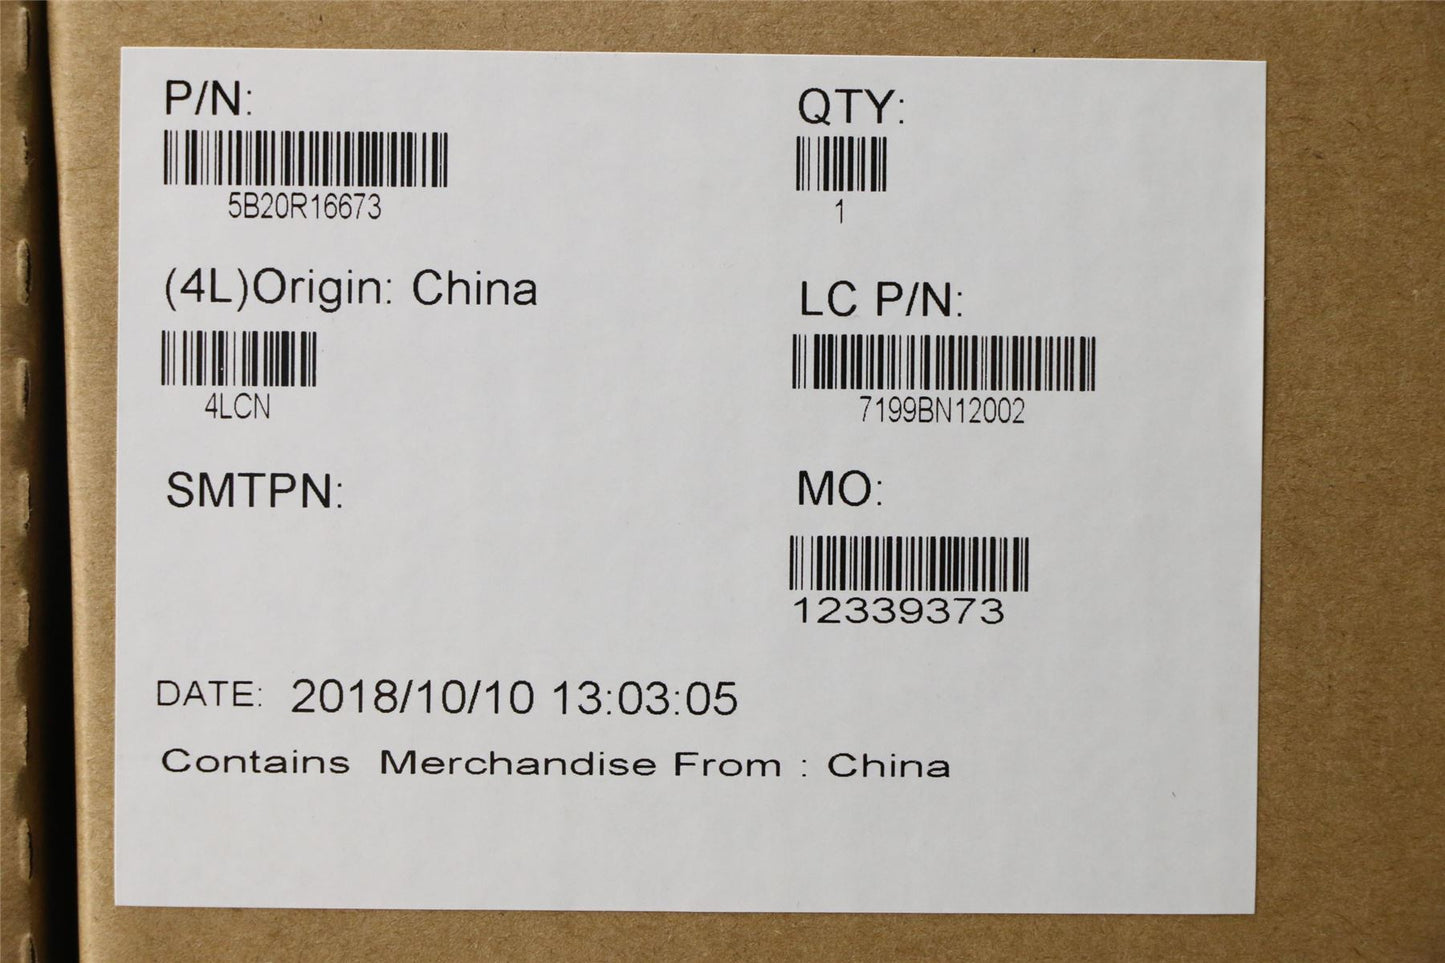 P/N:
5B20R16673
QTY:
1
(4L)Origin: China
4LCN
LC P/N:
7199BN12002
SMTPN:
MO:
12339373
DATE: 2018/10/10 13:03:05
Contains Merchandise From : China